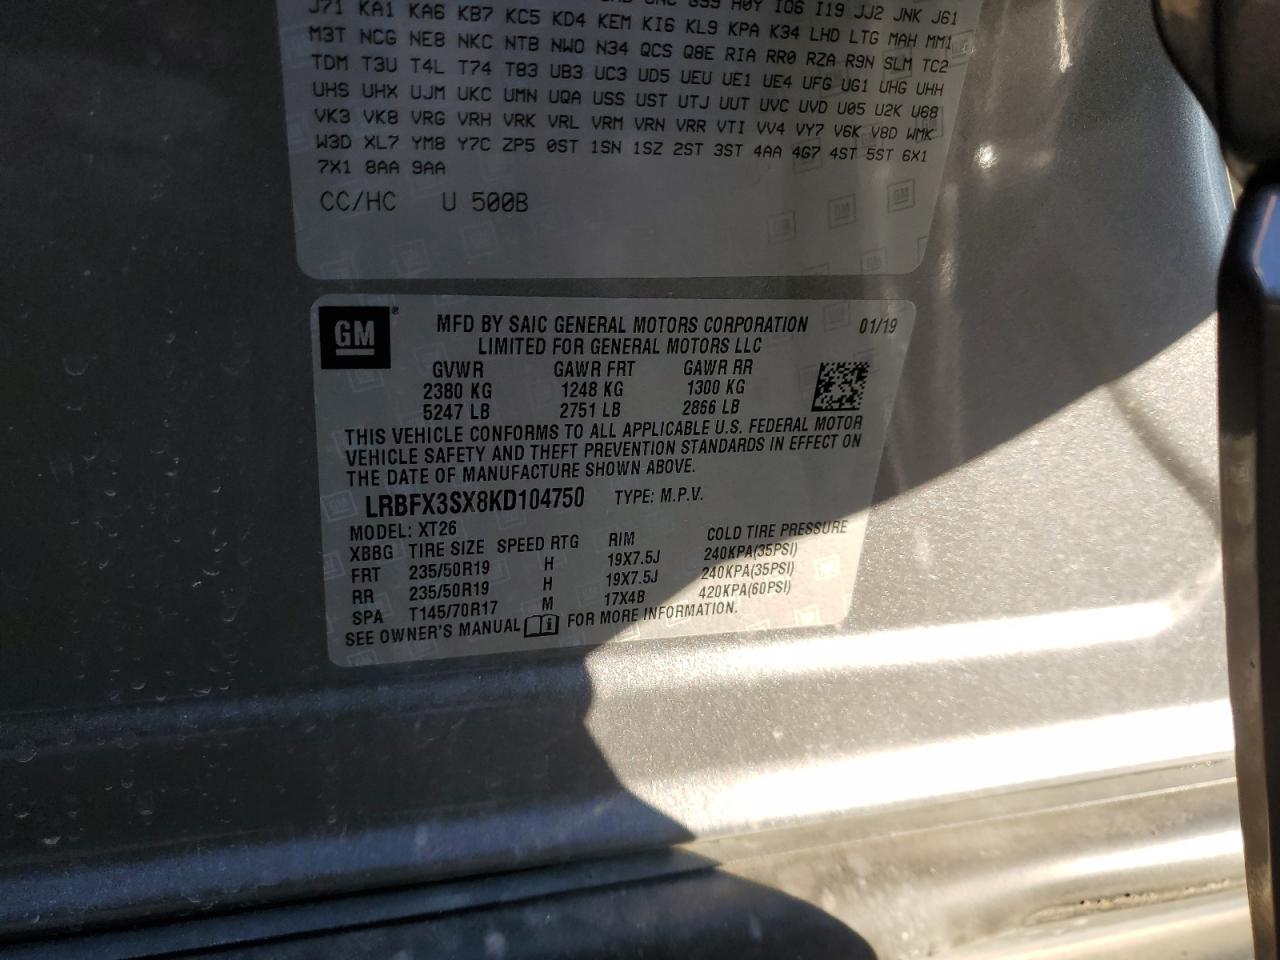 G99 H0Y IO6 I19 JJ2 JNK J61
J71 KA1 KA6 KB7 KC5 KD4 KEM KI6 KL9 KPA K34 LHD LTG MAH MM1
M3T NCG NE8 NKC NTB NWO N34 QCS Q8E RIA RR0 RZA R9N SLM TC2
TDM T3U T4L T74 T83 UB3 UC3 UD5 UEU UE1 UE4 UFG UG1 UHG UHH
UHS UHX UJM UKC UMN UQA USS UST UTJ UUT UVC UVD U05 U2K U68
VK3 VK8 VRG VRH VRK VRL VRM VRN VRR VTI VV4 VY7 V6K V8D WMK
W3D XL7 YM8 Y7C ZP5 0ST 1SN 1SZ 2ST 3ST 4AA 4G7 4ST 5ST 6X1
7X1 8AA 9AA
CC/HC U 500B
GM® MFD BY SAIC GENERAL MOTORS CORPORATION 01/19
LIMITED FOR GENERAL MOTORS LLC
GVWR GAWR FRT GAWR RR
2380 KG 1248 KG 1300 KG
5247 LB 2751 LB 2866 LB
THIS VEHICLE CONFORMS TO ALL APPLICABLE U.S. FEDERAL MOTOR
VEHICLE SAFETY AND THEFT PREVENTION STANDARDS IN EFFECT ON
THE DATE OF MANUFACTURE SHOWN ABOVE.
LRBFX3SX8KD104750 TYPE: M.P.V.
MODEL: XT26
XBBG TIRE SIZE SPEED RTG RIM COLD TIRE PRESSURE
FRT 235/50R19 H 19X7.5J 240KPA(35PSI)
RR 235/50R19 H 19X7.5J 240KPA(35PSI)
SPA T145/70R17 M 17X4B 420KPA(60PSI)
SEE OWNER'S MANUAL FOR MORE INFORMATION.